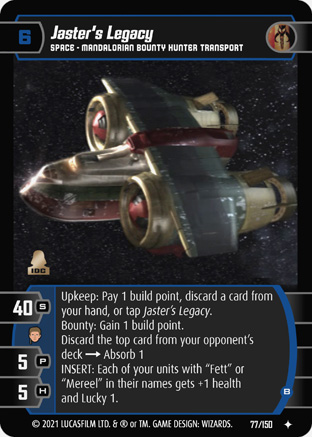 6
Jaster's Legacy
SPACE - MANDALORIAN BOUNTY HUNTER TRANSPORT
IDC
40 S
5 P
5 H
Upkeep: Pay 1 build point, discard a card from
your hand, or tap Jaster's Legacy.
Bounty: Gain 1 build point.
Discard the top card from your opponent's
deck → Absorb 1
INSERT: Each of your units with "Fett" or
"Mereel" in their names gets +1 health
and Lucky 1.
B
© 2021 LUCASFILM LTD. & ® or TM. GAME DESIGN: WIZARDS. 77/150